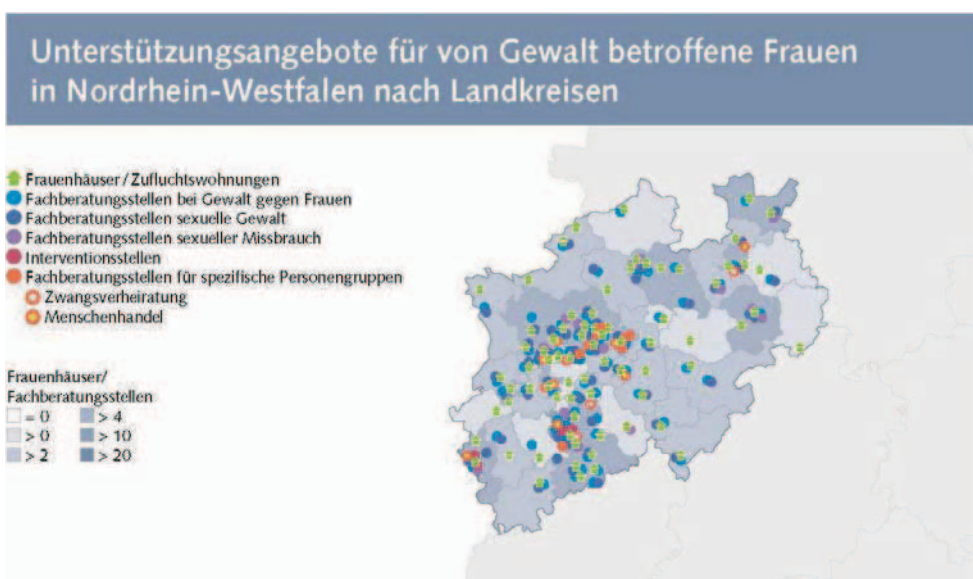 Unterstützungsangebote für von Gewalt betroffene Frauen
in Nordrhein-Westfalen nach Landkreisen
Frauenhäuser/Zufluchtswohnungen
Fachberatungsstellen bei Gewalt gegen Frauen
Fachberatungsstellen sexuelle Gewalt
Fachberatungsstellen sexueller Missbrauch
Interventionsstellen
Fachberatungsstellen für spezifische Personengruppen
Zwangsverheiratung
Menschenhandel
Frauenhäuser/
Fachberatungsstellen
= 0 > 4
> 0 > 10
> 2 > 20